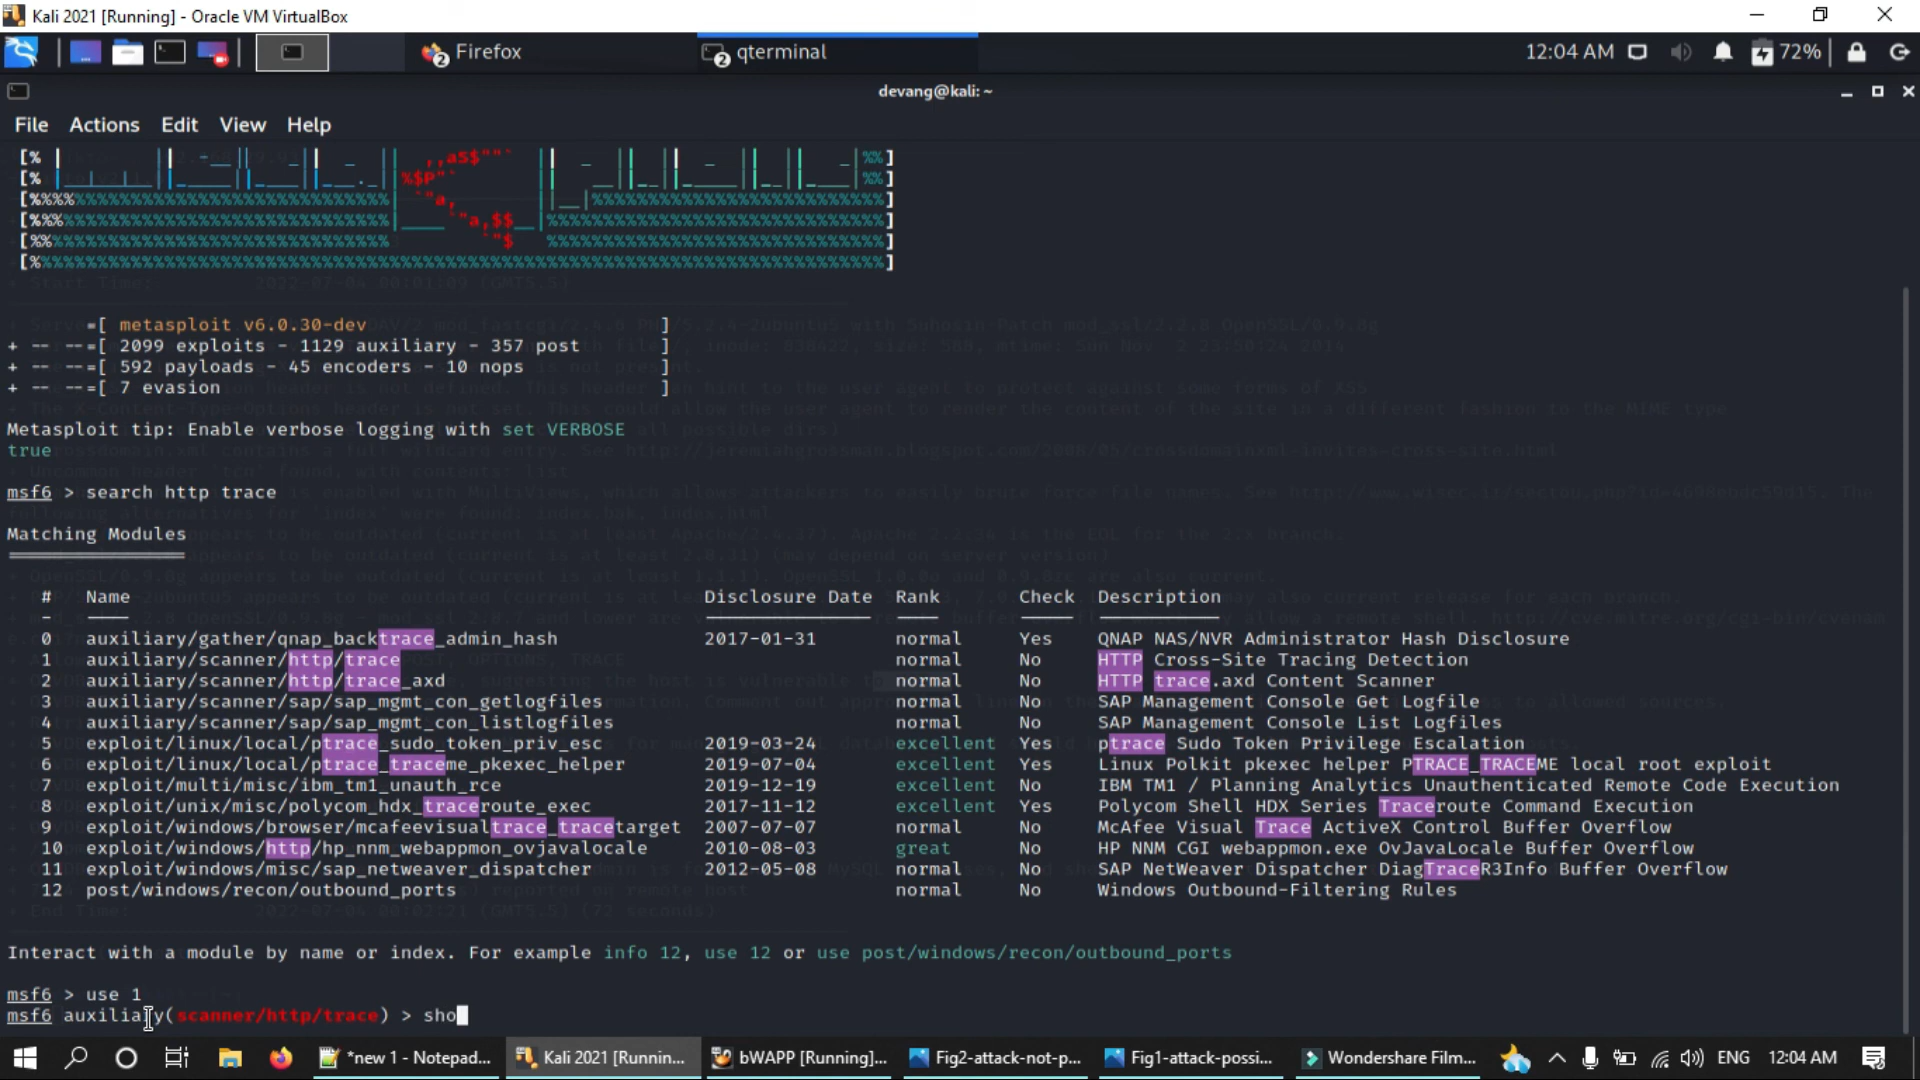 Kali 2021 [Running] - Oracle VM VirtualBox
2 Firefox
2 qterminal
12:04 AM
72%
devang@kali: ~
File Actions Edit View Help
=[ metasploit v6.0.30-dev ]
+ -- --=[ 2099 exploits - 1129 auxiliary - 357 post ]
+ -- --=[ 592 payloads - 45 encoders - 10 nops ]
+ -- --=[ 7 evasion ]
Metasploit tip: Enable verbose logging with set VERBOSE
true
msf6 > search http trace
Matching Modules
================
# Name Disclosure Date Rank Check Description
- ---- --------------- ---- ----- -----------
0 auxiliary/gather/qnap_backtrace_admin_hash 2017-01-31 normal Yes QNAP NAS/NVR Administrator Hash Disclosure
1 auxiliary/scanner/http/trace normal No HTTP Cross-Site Tracing Detection
2 auxiliary/scanner/http/trace_axd normal No HTTP trace.axd Content Scanner
3 auxiliary/scanner/sap/sap_mgmt_con_getlogfiles normal No SAP Management Console Get Logfile
4 auxiliary/scanner/sap/sap_mgmt_con_listlogfiles normal No SAP Management Console List Logfiles
5 exploit/linux/local/ptrace_sudo_token_priv_esc 2019-03-24 excellent Yes ptrace Sudo Token Privilege Escalation
6 exploit/linux/local/ptrace_traceme_pkexec_helper 2019-07-04 excellent Yes Linux Polkit pkexec helper PTRACE_TRACEME local root exploit
7 exploit/multi/misc/ibm_tm1_unauth_rce 2019-12-19 excellent No IBM TM1 / Planning Analytics Unauthenticated Remote Code Execution
8 exploit/unix/misc/polycom_hdx_traceroute_exec 2017-11-12 excellent Yes Polycom Shell HDX Series Traceroute Command Execution
9 exploit/windows/browser/mcafeevisualtrace_tracetarget 2007-07-07 normal No McAfee Visual Trace ActiveX Control Buffer Overflow
10 exploit/windows/http/hp_nnm_webappmon_ovjavalocale 2010-08-03 great No HP NNM CGI webappmon.exe OvJavaLocale Buffer Overflow
11 exploit/windows/misc/sap_netweaver_dispatcher 2012-05-08 normal No SAP NetWeaver Dispatcher DiagTraceR3Info Buffer Overflow
12 post/windows/recon/outbound_ports normal No Windows Outbound-Filtering Rules
Interact with a module by name or index. For example info 12, use 12 or use post/windows/recon/outbound_ports
msf6 > use 1
msf6 auxiliary(scanner/http/trace) > sho
*new 1 - Notepad...
Kali 2021 [Runnin...
bWAPP [Running]...
Fig2-attack-not-p...
Fig1-attack-possi...
Wondershare Film...
ENG
12:04 AM